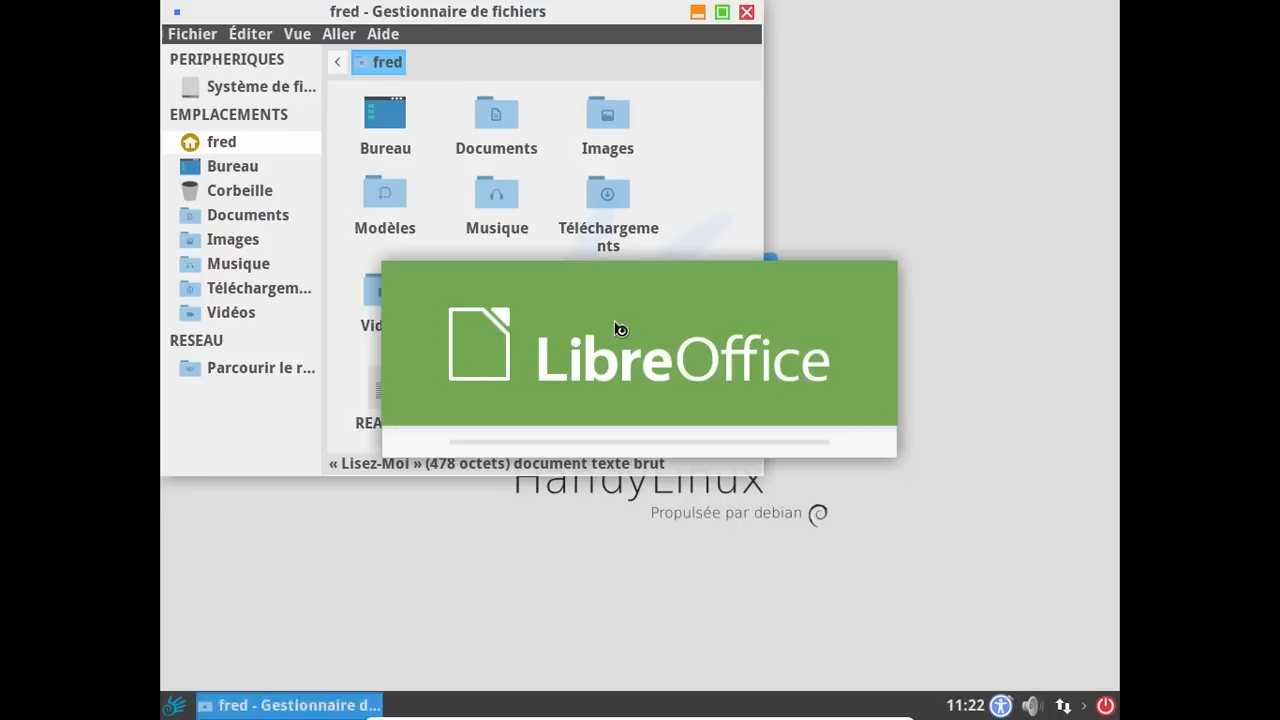 fred - Gestionnaire de fichiers
Fichier Éditer Vue Aller Aide
PERIPHERIQUES
Système de fi...
EMPLACEMENTS
fred
Bureau
Corbeille
Documents
Images
Musique
Téléchargem...
Vidéos
RESEAU
Parcourir le r...
fred
Bureau Documents Images
Modèles Musique Téléchargeme
nts
Vid
REA
LibreOffice
« Lisez-Moi » (478 octets) document texte brut
HandyLinux
Propulsée par debian
fred - Gestionnaire d... 11:22